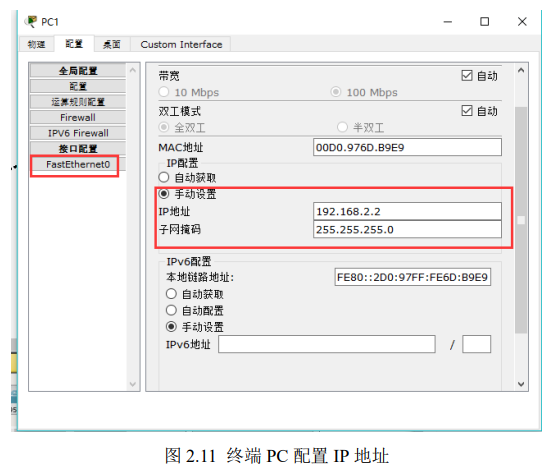 PC1
物理 配置 桌面 Custom Interface
全局配置
配置
运算规则配置
Firewall
IPV6 Firewall
接口配置
FastEthernet0
带宽 自动
10 Mbps 100 Mbps
双工模式 自动
全双工 半双工
MAC地址 00D0.976D.B9E9
IP配置
自动获取
手动设置
IP地址 192.168.2.2
子网掩码 255.255.255.0
IPv6配置
本地链路地址: FE80::2D0:97FF:FE6D:B9E9
自动获取
自动配置
手动设置
IPv6地址 /
图 2.11 终端 PC 配置 IP 地址